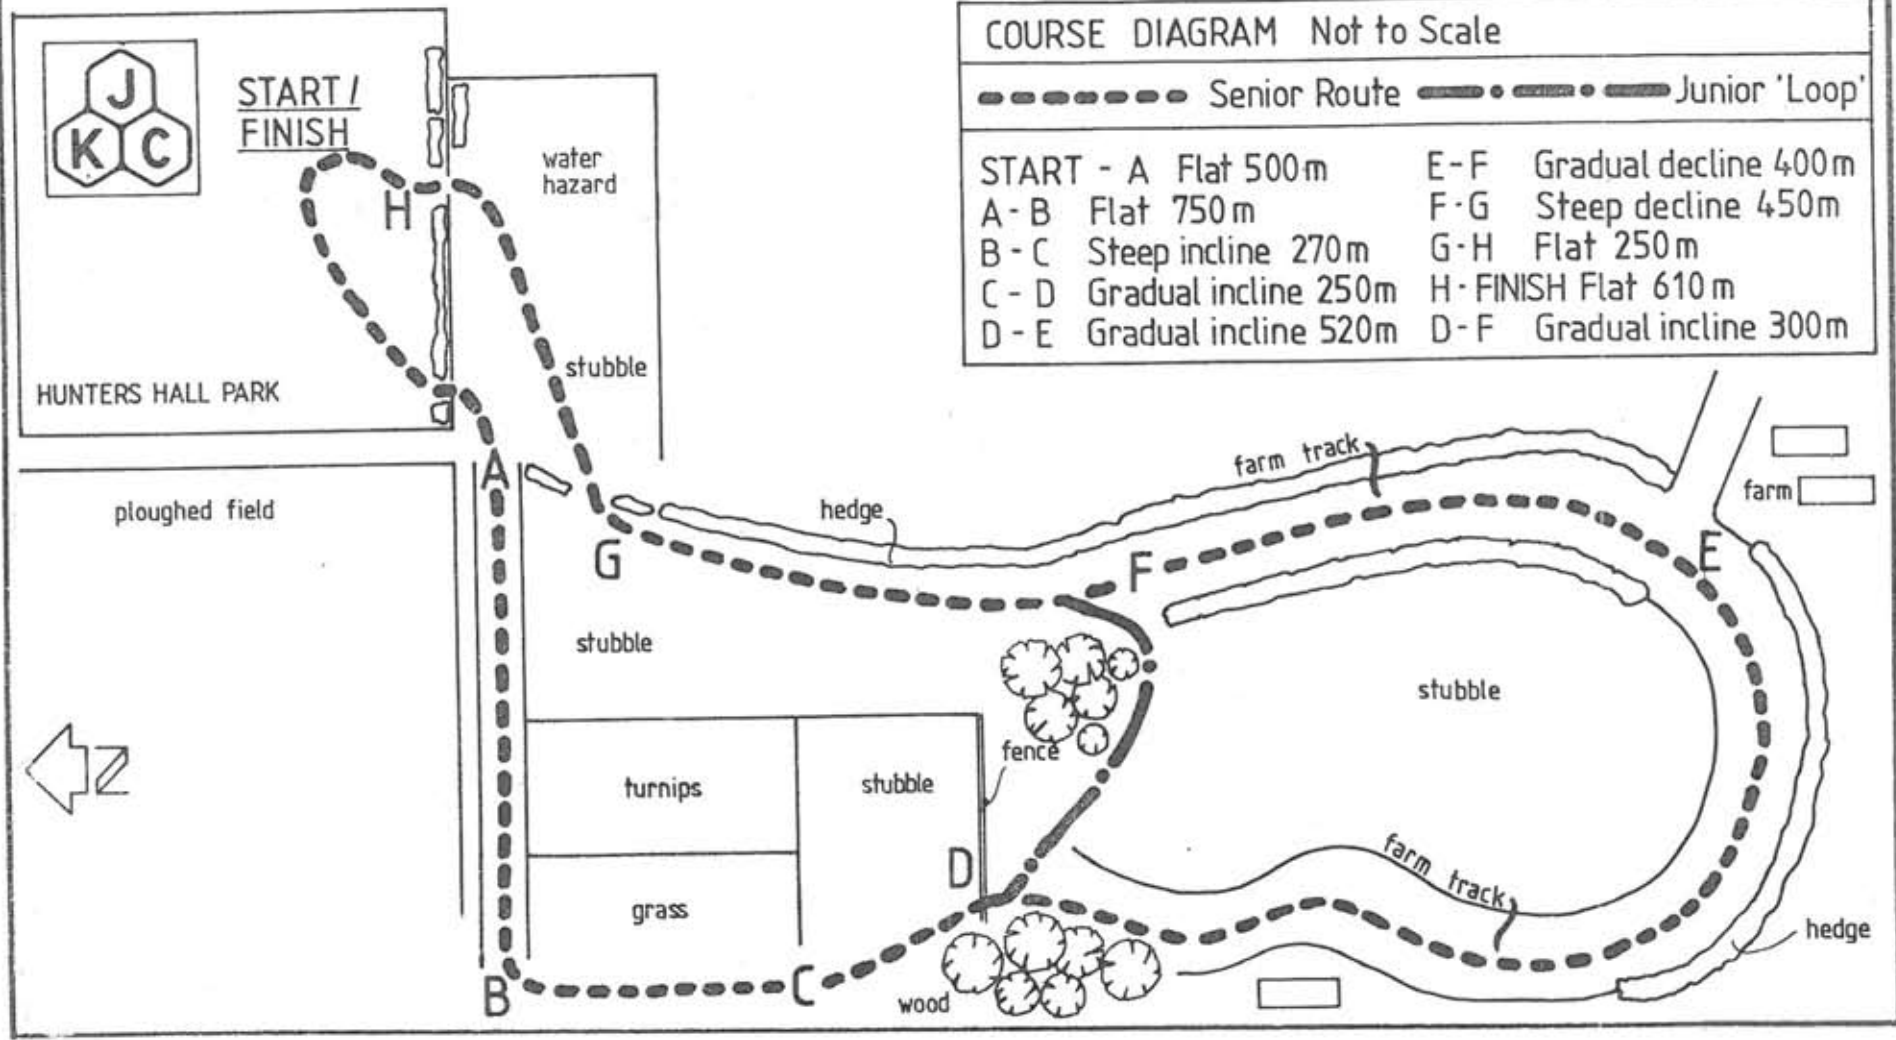 COURSE DIAGRAM Not to Scale
Senior Route
Junior 'Loop'
START - A Flat 500m
A - B Flat 750m
B - C Steep incline 270m
C - D Gradual incline 250m
D - E Gradual incline 520m
E-F Gradual decline 400m
F-G Steep decline 450m
G-H Flat 250m
H-FINISH Flat 610m
D-F Gradual incline 300m
J
K C
START /
FINISH
H
water
hazard
stubble
HUNTERS HALL PARK
A
ploughed field
G
hedge
farm track
F
farm
E
stubble
stubble
fence
turnips
stubble
N
D
farm track
grass
hedge
B
C
wood